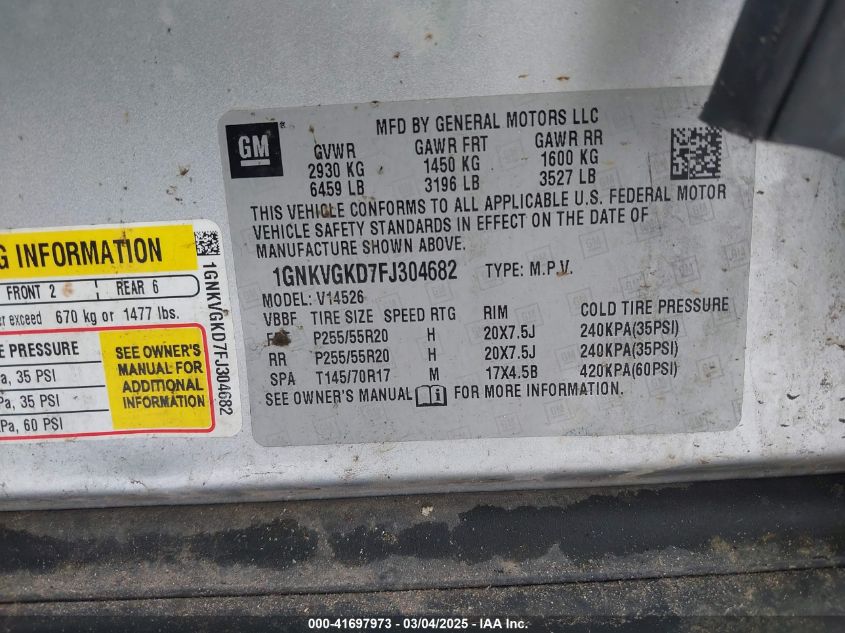 GM
MFD BY GENERAL MOTORS LLC
GVWR GAWR FRT GAWR RR
2930 KG 1450 KG 1600 KG
6459 LB 3196 LB 3527 LB
THIS VEHICLE CONFORMS TO ALL APPLICABLE U.S. FEDERAL MOTOR
VEHICLE SAFETY STANDARDS IN EFFECT ON THE DATE OF
MANUFACTURE SHOWN ABOVE.
1GNKVGKD7FJ304682 TYPE: M.P.V.
MODEL: V14526
VBBF TIRE SIZE SPEED RTG RIM COLD TIRE PRESSURE
P255/55R20 H 20X7.5J 240KPA(35PSI)
RR P255/55R20 H 20X7.5J 240KPA(35PSI)
SPA T145/70R17 M 17X4.5B 420KPA(60PSI)
SEE OWNER'S MANUAL i FOR MORE INFORMATION.
G INFORMATION
FRONT 2 REAR 6
er exceed 670 kg or 1477 lbs.
E PRESSURE
a, 35 PSI
Pa, 35 PSI
kPa, 60 PSI
SEE OWNER'S
MANUAL FOR
ADDITIONAL
INFORMATION
1GNKVGKD7FJ304682
000-41697973 - 03/04/2025 - IAA Inc.